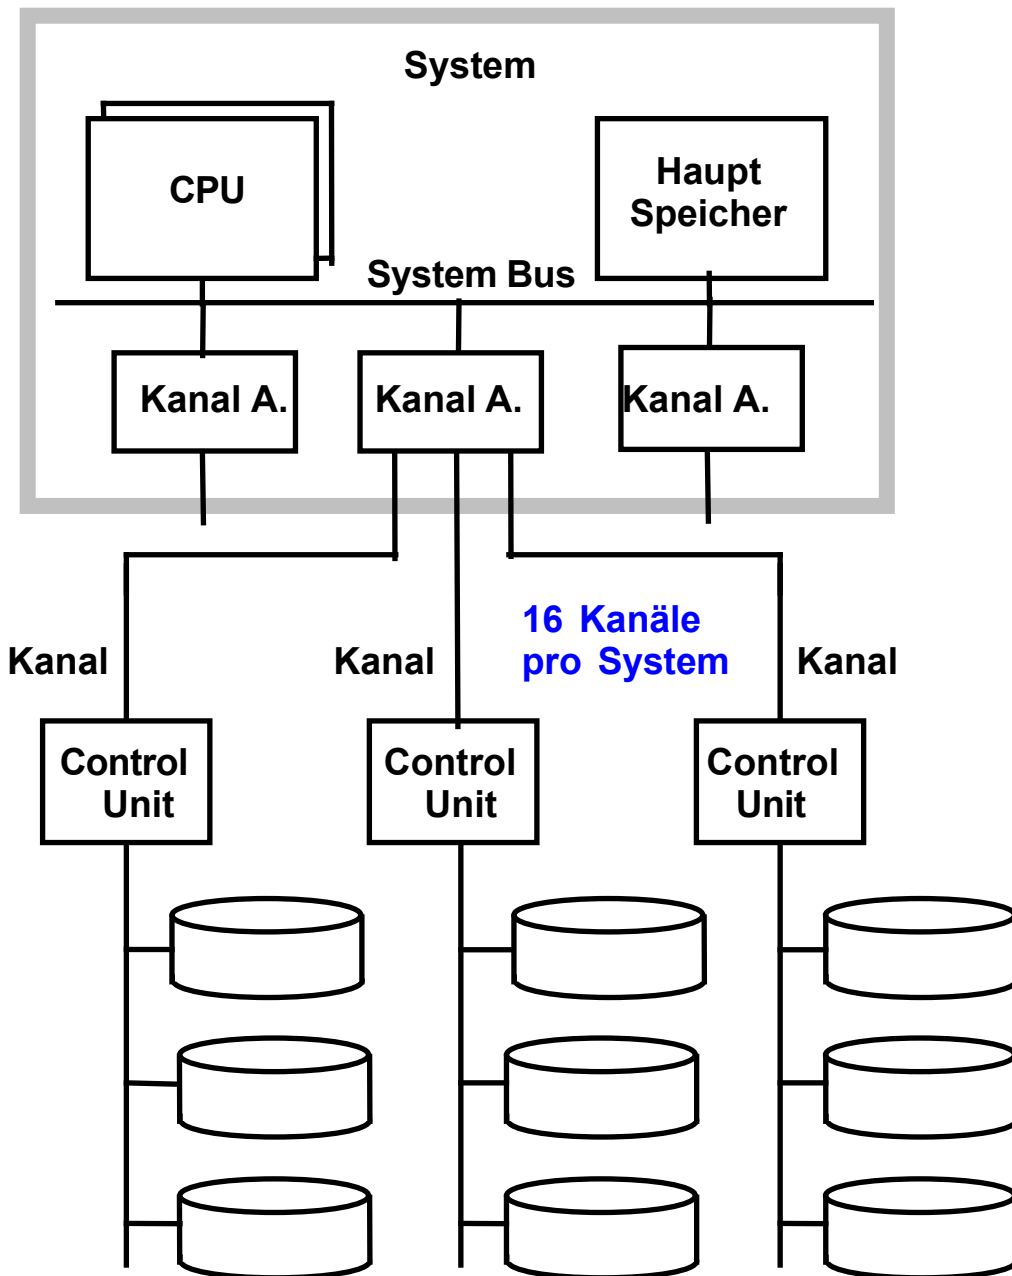 System
CPU
Haupt
Speicher
System Bus
Kanal A.
Kanal A.
Kanal A.
16 Kanäle
pro System
Kanal
Kanal
Kanal
Control
Unit
Control
Unit
Control
Unit